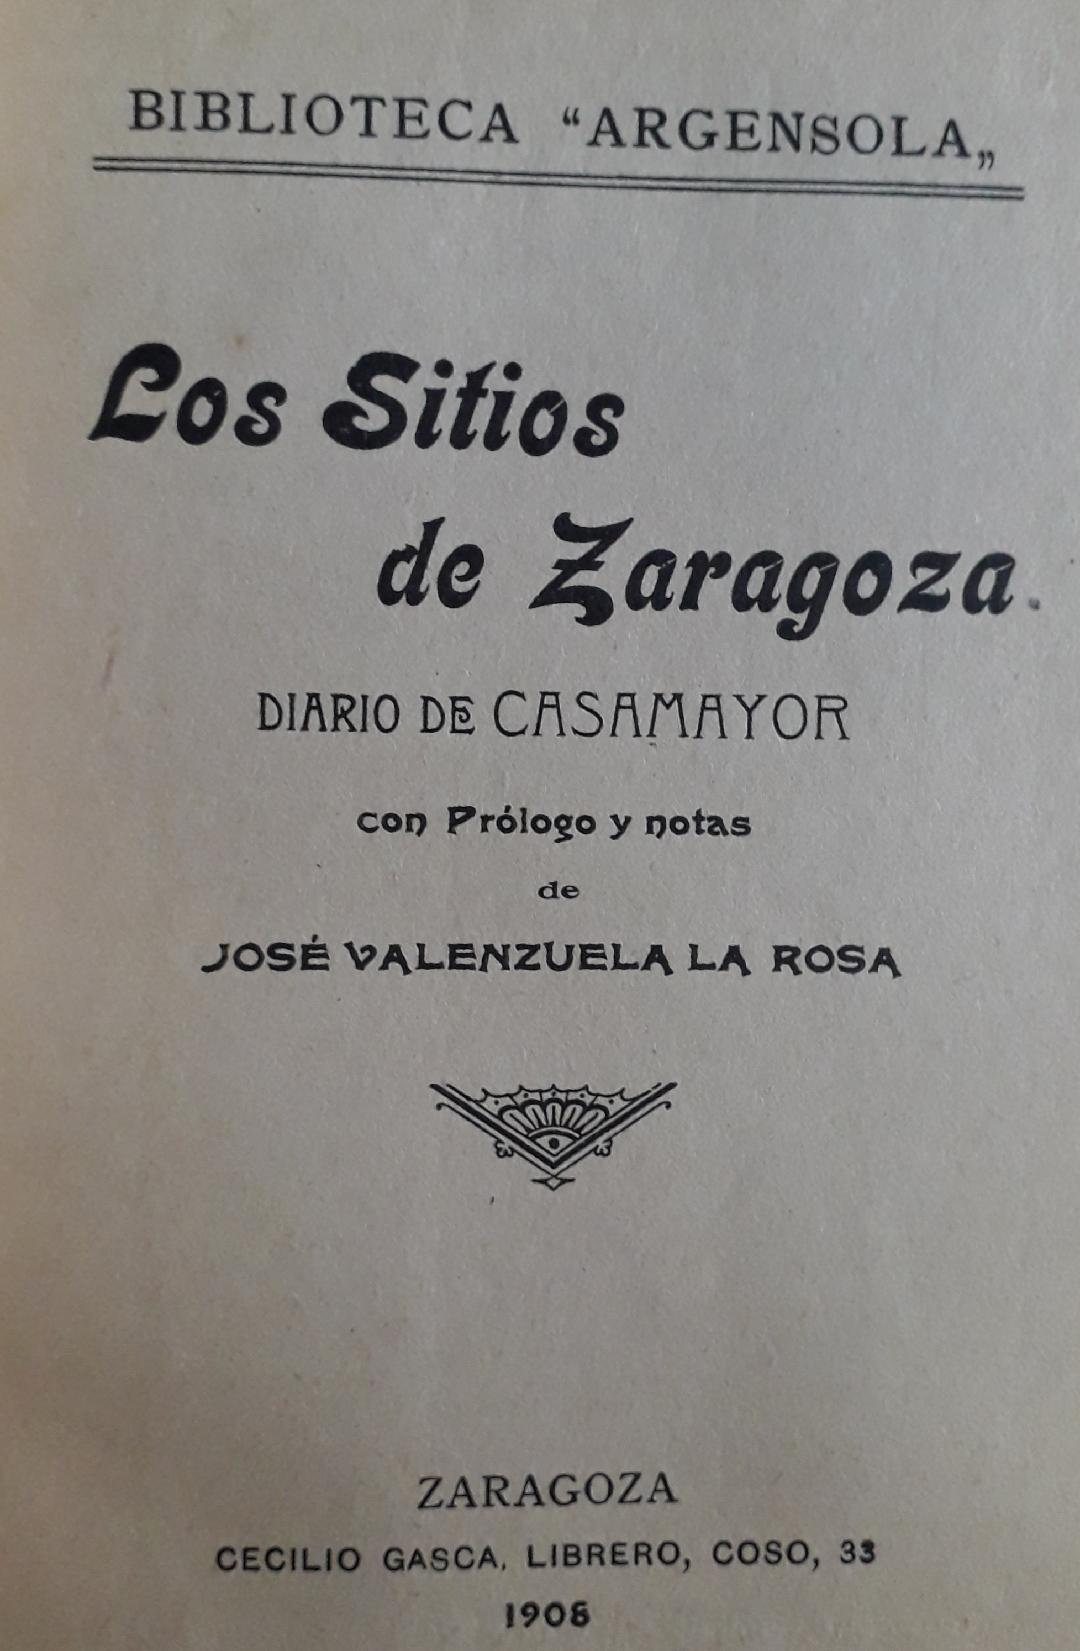 BIBLIOTECA “ARGENSOLA„
Los Sitios
de Zaragoza.
DIARIO DE CASAMAYOR
con Prólogo y notas
de
JOSÉ VALENZUELA LA ROSA
ZARAGOZA
CECILIO GASCA. LIBRERO, COSO, 33
1908